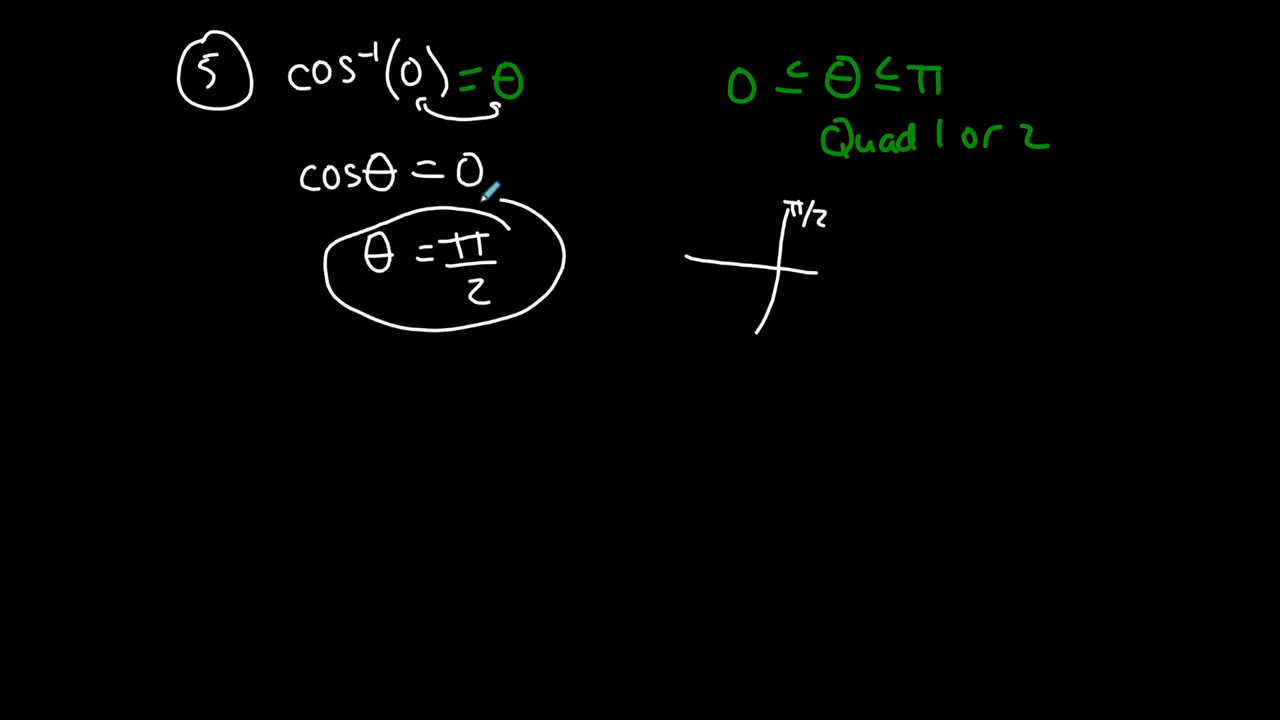 5 cos⁻¹(0) = θ
0 ≤ θ ≤ π
Quad 1 or 2
cosθ = 0
θ = π/2
π/2